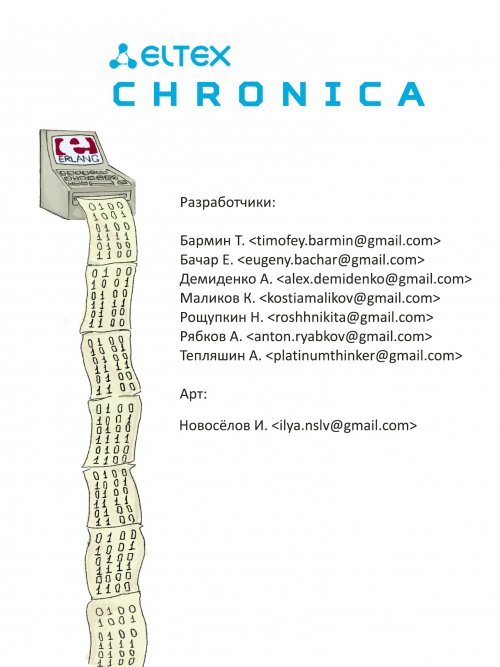 ELTEX
CHRONICA
ERLANG
Разработчики:
Бармин Т. <timofey.barmin@gmail.com>
Бачар Е. <eugeny.bachar@gmail.com>
Демиденко А. <alex.demidenko@gmail.com>
Маликов К. <kostiamalikov@gmail.com>
Рощупкин Н. <roshhnikita@gmail.com>
Рябков А. <anton.ryabkov@gmail.com>
Тепляшин А. <platinumthinker@gmail.com>
Арт:
Новосёлов И. <ilya.nslv@gmail.com>